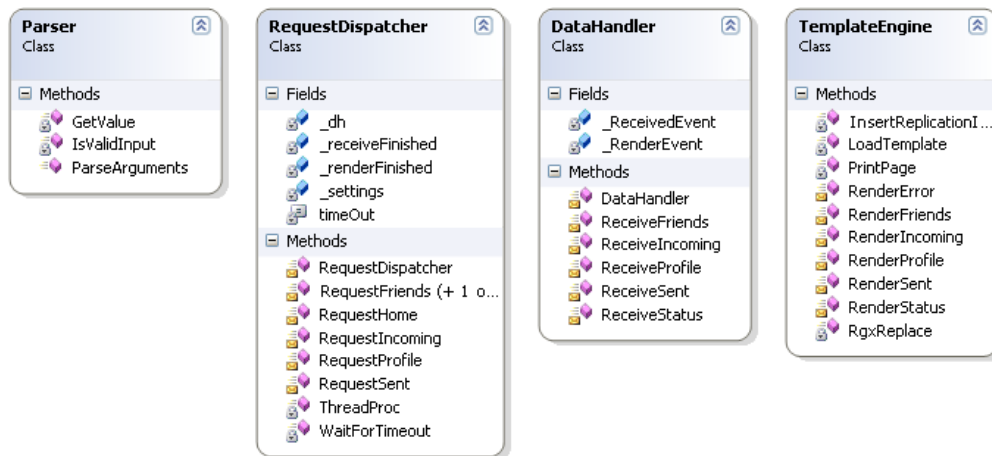 Parser
Class
Methods
GetValue
IsValidInput
ParseArguments
RequestDispatcher
Class
Fields
_dh
_receiveFinished
_renderFinished
_settings
timeOut
Methods
RequestDispatcher
RequestFriends (+ 1 o...
RequestHome
RequestIncoming
RequestProfile
RequestSent
ThreadProc
WaitForTimeout
DataHandler
Class
Fields
_ReceivedEvent
_RenderEvent
Methods
DataHandler
ReceiveFriends
ReceiveIncoming
ReceiveProfile
ReceiveSent
ReceiveStatus
TemplateEngine
Class
Methods
InsertReplicationI...
LoadTemplate
PrintPage
RenderError
RenderFriends
RenderIncoming
RenderProfile
RenderSent
RenderStatus
RgxReplace